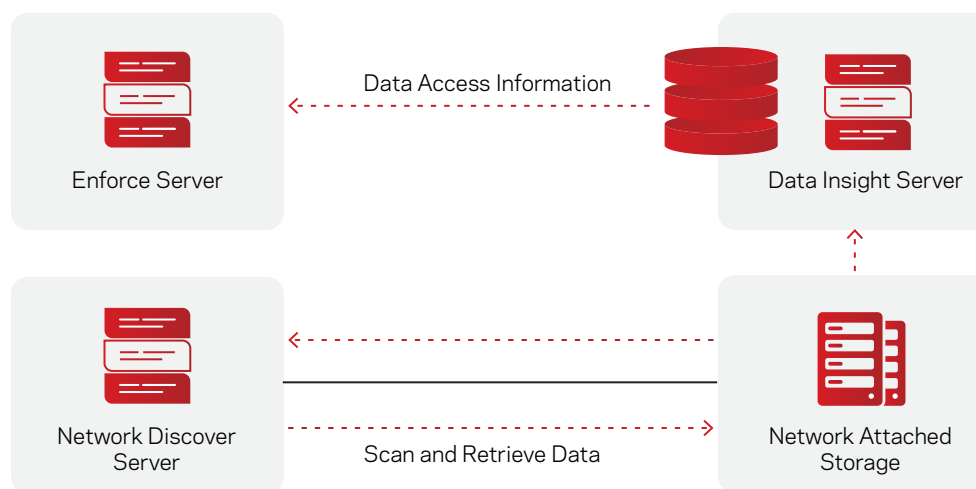 Data Access Information
Enforce Server
Data Insight Server
Network Discover
Server
Scan and Retrieve Data
Network Attached
Storage